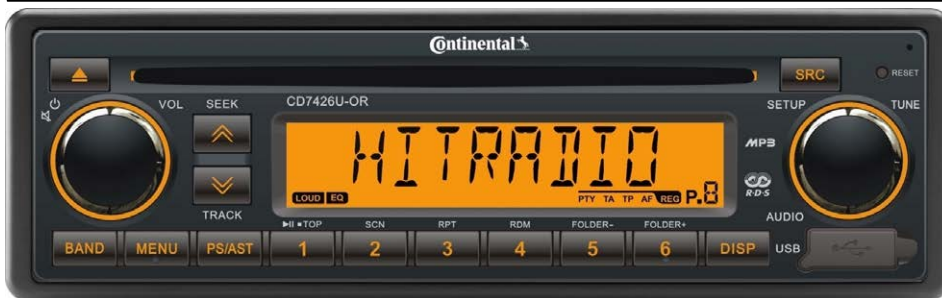 Continental
SRC
RESET
VOL SEEK CD7426U-OR SETUP TUNE
HITRADIO
MP3
LOUD EQ PTY TA TP AF REG P.8
R·D·S
TRACK AUDIO
TOP SCN RPT RDM FOLDER- FOLDER+
BAND MENU PS/AST 1 2 3 4 5 6 DISP USB